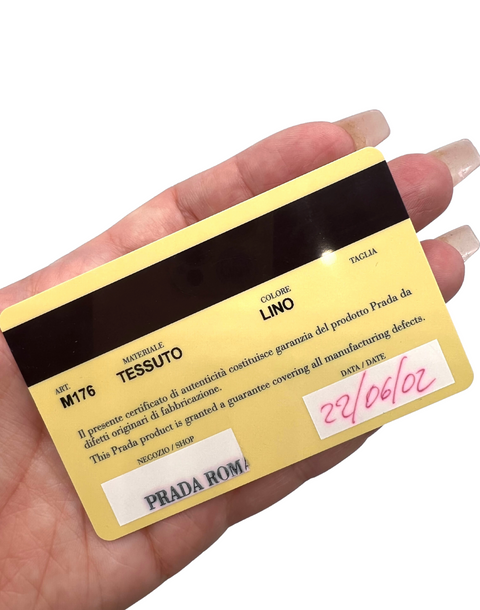 ART. MATERIALE COLORE TAGLIA
M176 TESSUTO LINO
Il presente certificato di autenticità costituisce garanzia del prodotto Prada da
difetti originari di fabbricazione.
This Prada product is granted a guarantee covering all manufacturing defects.
NEGOZIO / SHOP DATA / DATE
PRADA ROMA 22/06/02